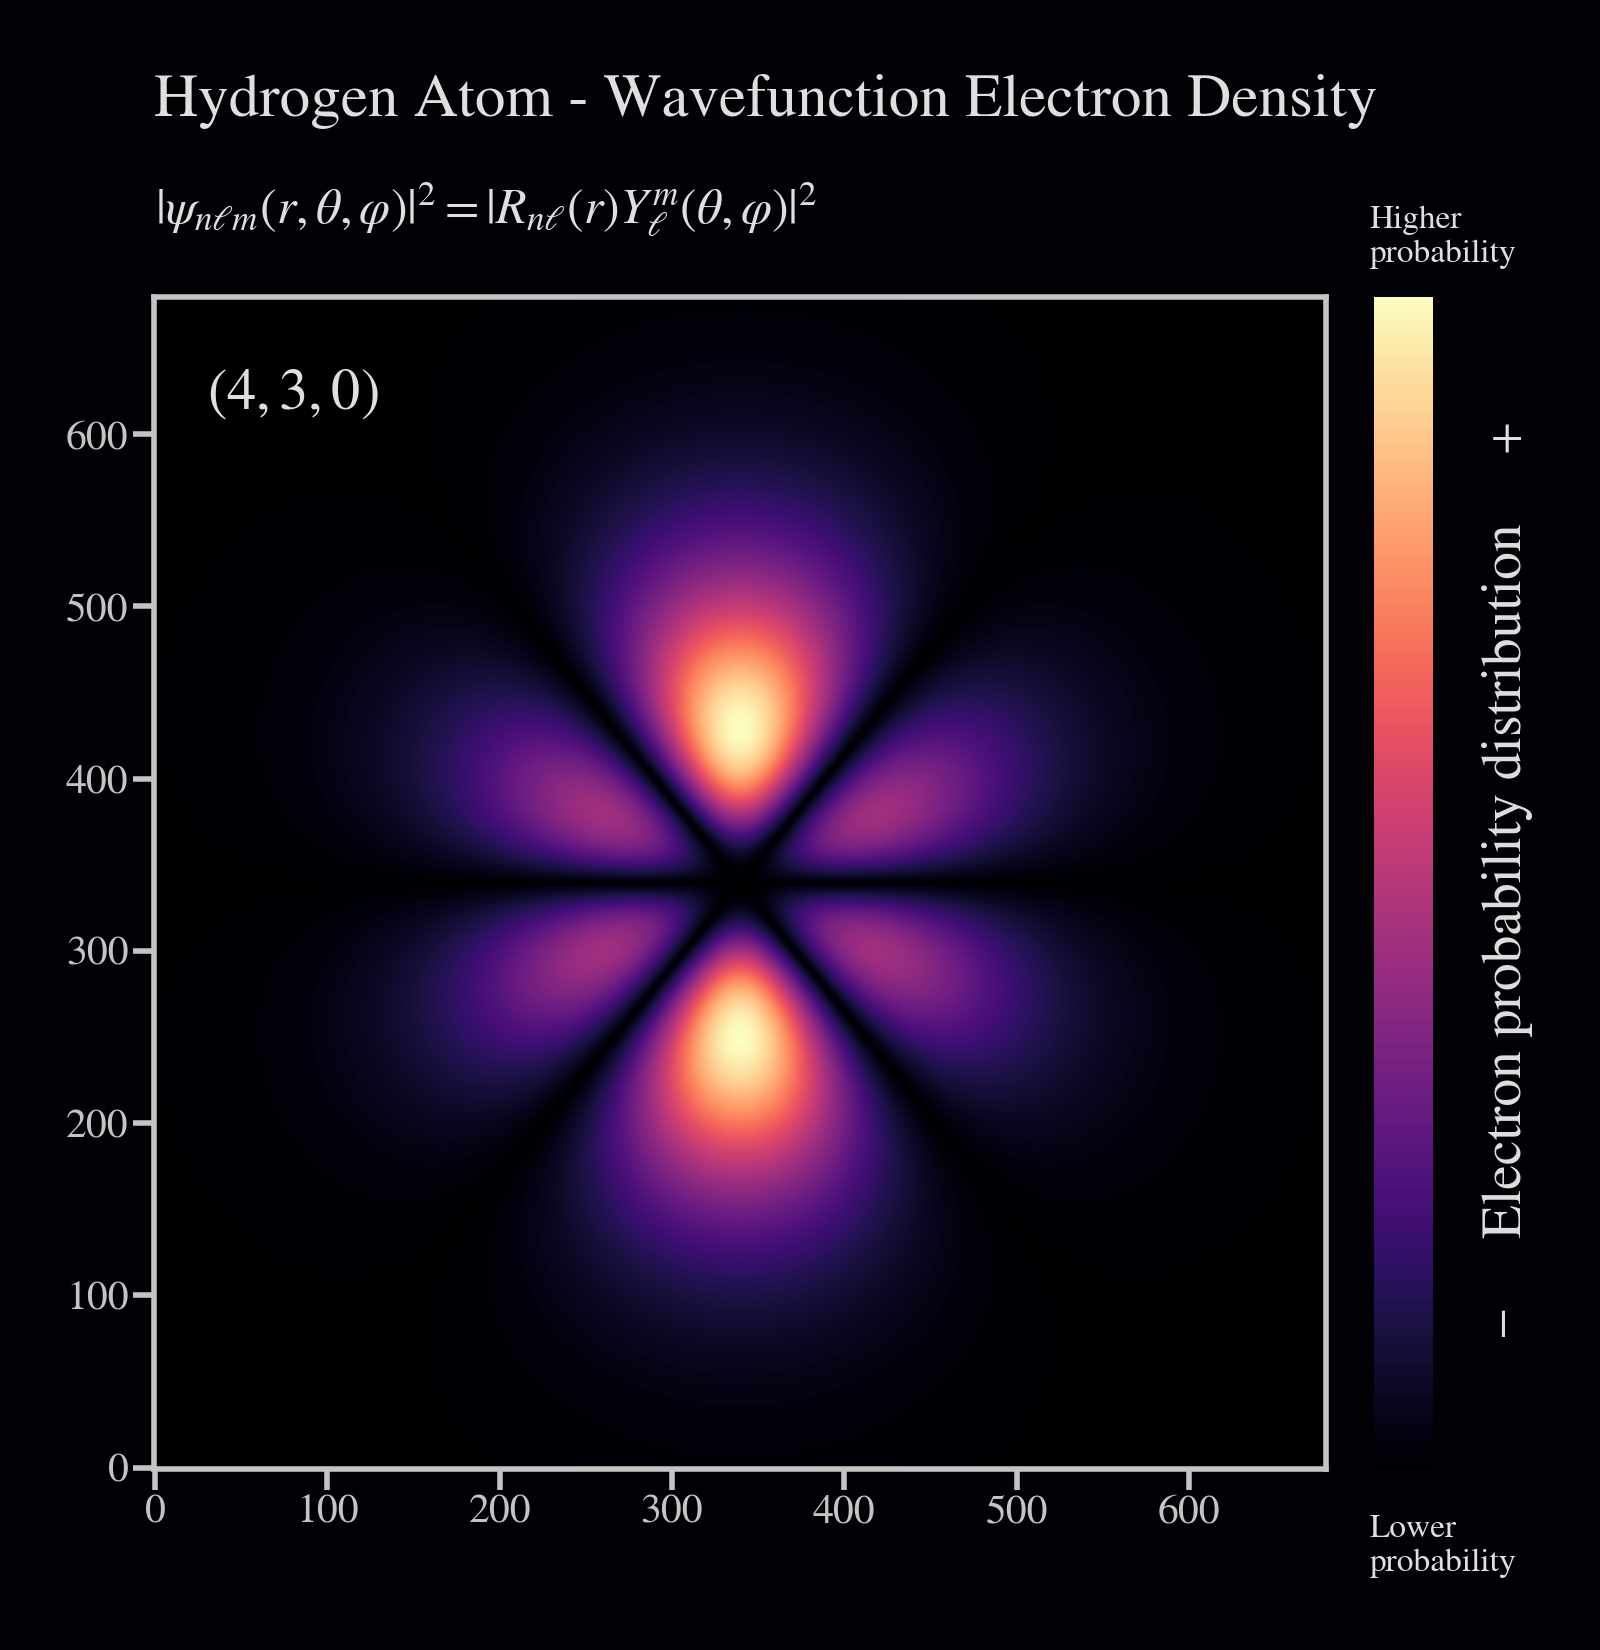 Hydrogen Atom - Wavefunction Electron Density
|ψnℓm(r, θ, φ)|² = |Rnℓ(r)Yℓᵐ(θ, φ)|²
Higher
probability
(4, 3, 0)
600
500
400
300
200
100
0
0 100 200 300 400 500 600
− Electron probability distribution +
Lower
probability